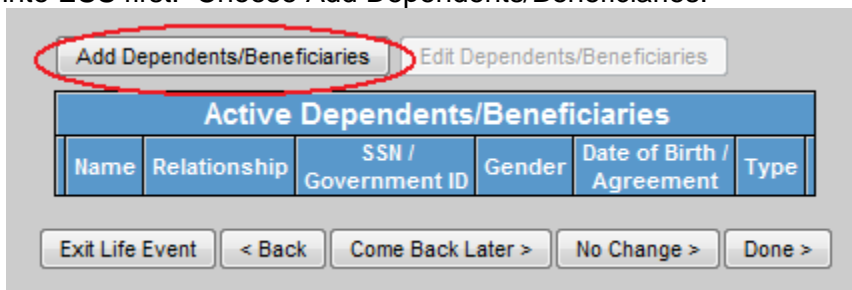 into ESS first. Choose Add Dependents/Beneficiaries.
Add Dependents/Beneficiaries Edit Dependents/Beneficiaries
Active Dependents/Beneficiaries
Name Relationship SSN / Government ID Gender Date of Birth / Agreement Type
Exit Life Event < Back Come Back Later > No Change > Done >